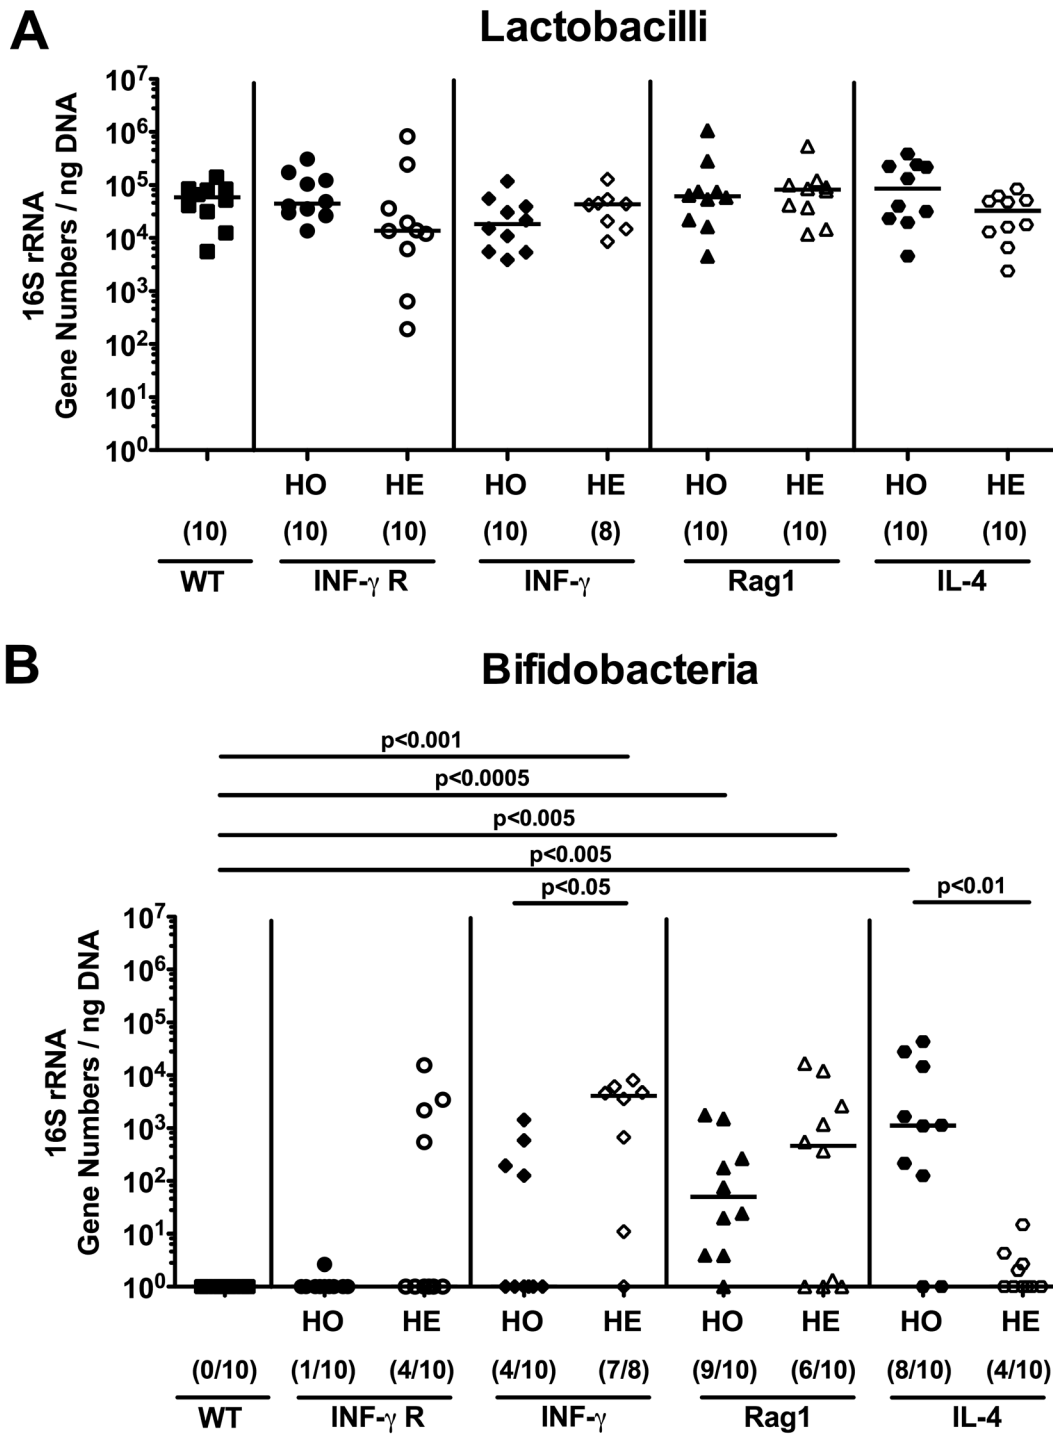 A
Lactobacilli
16S rRNA
Gene Numbers / ng DNA
10^7
10^6
10^5
10^4
10^3
10^2
10^1
10^0
HO HE HO HE HO HE HO HE
(10) (10) (10) (10) (8) (10) (10) (10) (10)
WT INF-γ R INF-γ Rag1 IL-4
B
Bifidobacteria
p<0.001
p<0.0005
p<0.005
p<0.005
p<0.05 p<0.01
16S rRNA
Gene Numbers / ng DNA
10^7
10^6
10^5
10^4
10^3
10^2
10^1
10^0
HO HE HO HE HO HE HO HE
(0/10) (1/10) (4/10) (4/10) (7/8) (9/10) (6/10) (8/10) (4/10)
WT INF-γ R INF-γ Rag1 IL-4